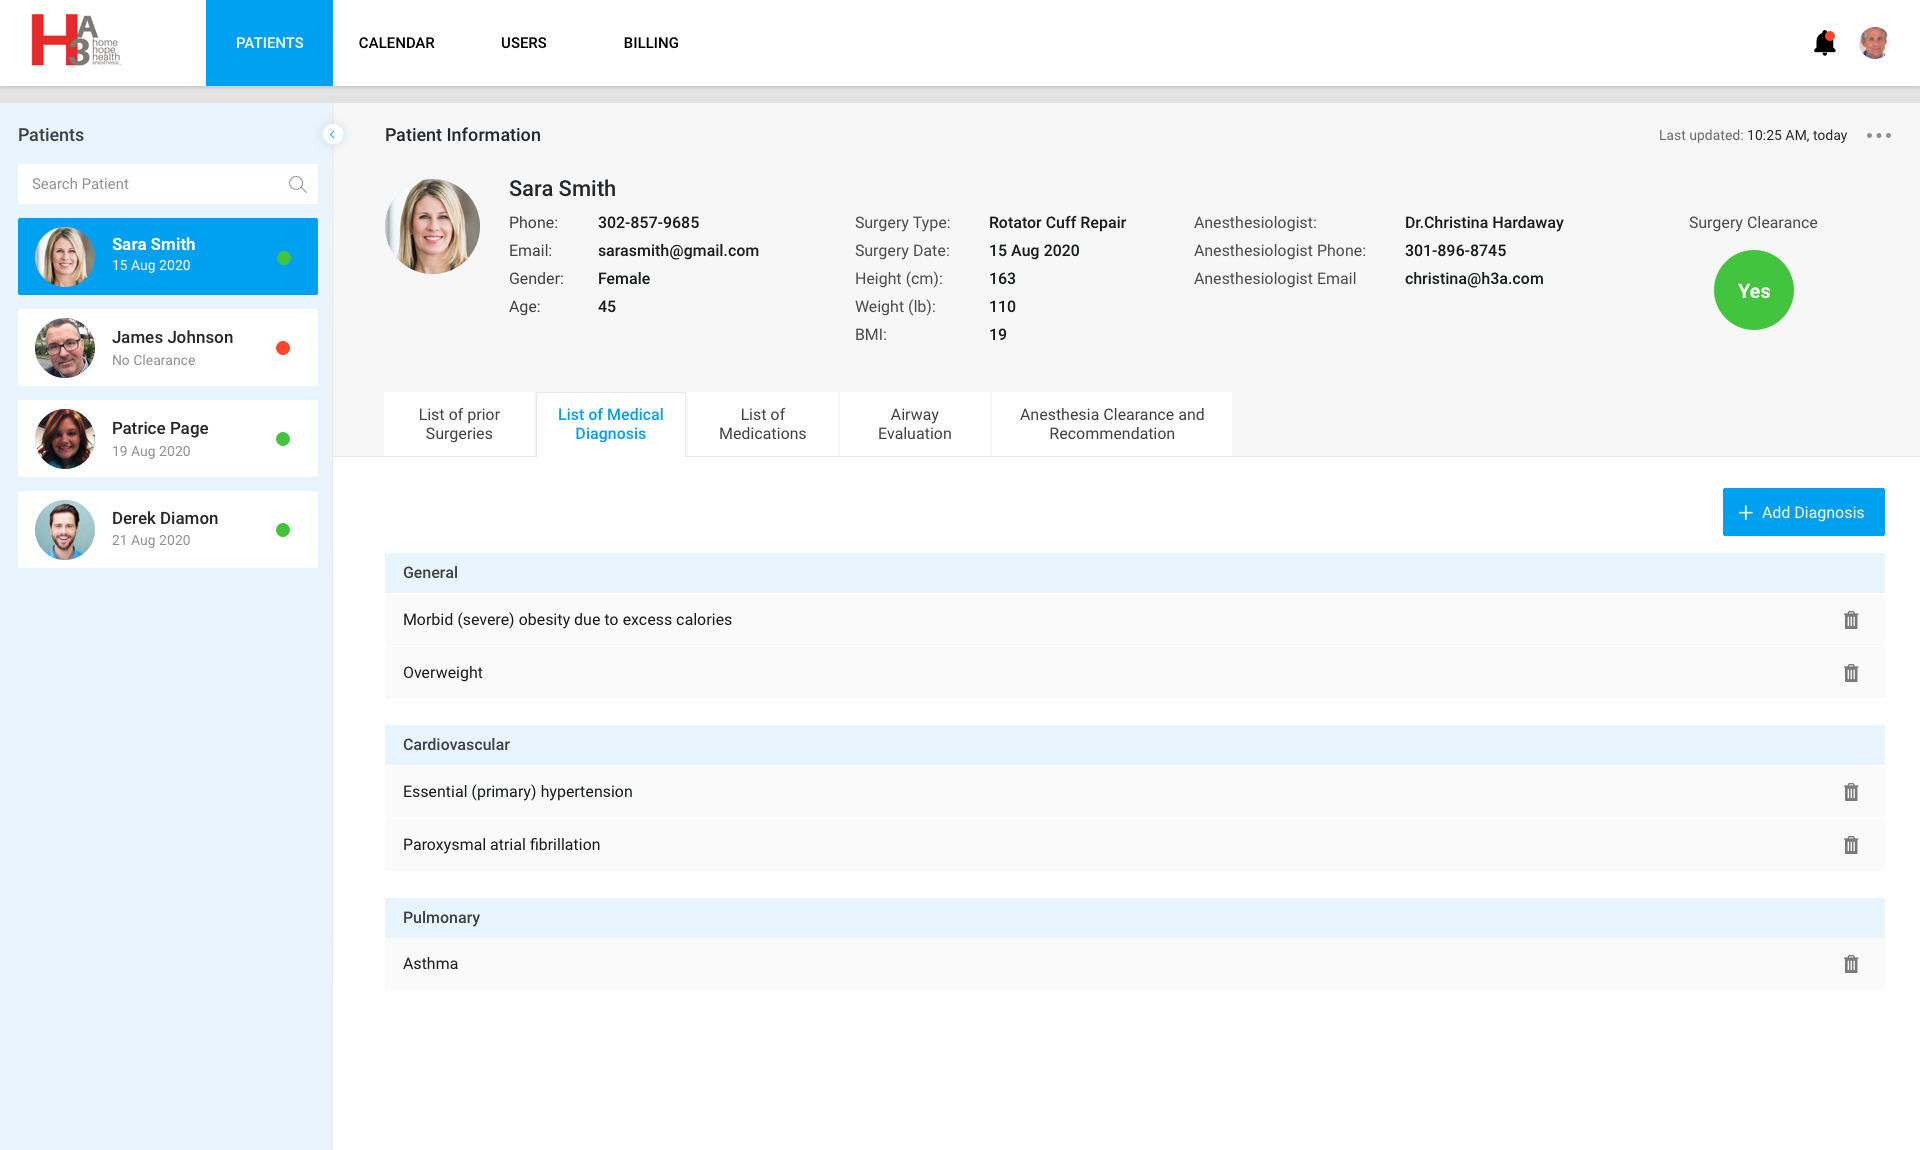 HA3
home
hope
health
anesthesia
PATIENTS
CALENDAR
USERS
BILLING
Patients
Search Patient
Sara Smith
15 Aug 2020
James Johnson
No Clearance
Patrice Page
19 Aug 2020
Derek Diamon
21 Aug 2020
Patient Information
Last updated: 10:25 AM, today
Sara Smith
Phone: 302-857-9685
Email: sarasmith@gmail.com
Gender: Female
Age: 45
Surgery Type: Rotator Cuff Repair
Surgery Date: 15 Aug 2020
Height (cm): 163
Weight (lb): 110
BMI: 19
Anesthesiologist: Dr.Christina Hardaway
Anesthesiologist Phone: 301-896-8745
Anesthesiologist Email christina@h3a.com
Surgery Clearance
Yes
List of prior
Surgeries
List of Medical
Diagnosis
List of
Medications
Airway
Evaluation
Anesthesia Clearance and
Recommendation
+ Add Diagnosis
General
Morbid (severe) obesity due to excess calories
Overweight
Cardiovascular
Essential (primary) hypertension
Paroxysmal atrial fibrillation
Pulmonary
Asthma